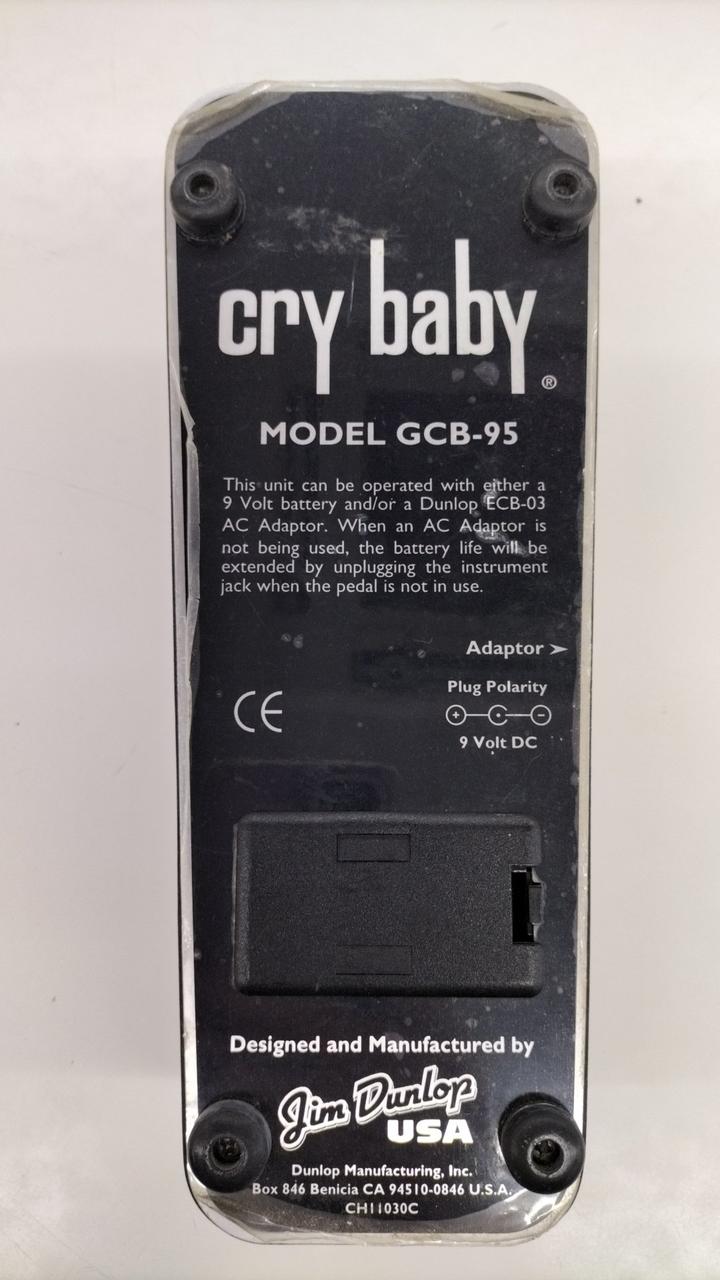 cry baby®
MODEL GCB-95
This unit can be operated with either a
9 Volt battery and/or a Dunlop ECB-03
AC Adaptor. When an AC Adaptor is
not being used, the battery life will be
extended by unplugging the instrument
jack when the pedal is not in use.
Adaptor ➤
Plug Polarity
+ −
CE
9 Volt DC
Designed and Manufactured by
Jim Dunlop
USA
Dunlop Manufacturing, Inc.
Box 846 Benicia CA 94510-0846 U.S.A.
CH11030C